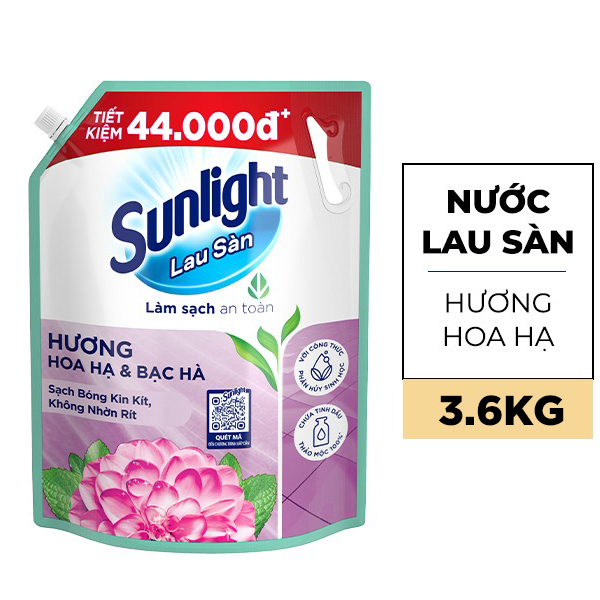 TIẾT
KIỆM 44.000đ+
Sunlight
Lau Sàn
Làm sạch an toàn
HƯƠNG
HOA HẠ & BẠC HÀ
Sạch Bóng Kin Kít,
Không Nhờn Rít
Sunlight
QUÉT MÃ
VỚI CÔNG THỨC
PHÂN HỦY SINH HỌC
CHỨA TINH DẦU
THẢO MỘC 100%
NƯỚC
LAU SÀN
HƯƠNG
HOA HẠ
3.6KG